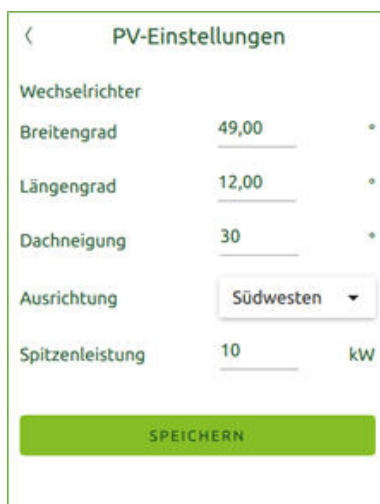 PV-Einstellungen
Wechselrichter
Breitengrad 49,00 °
Längengrad 12,00 °
Dachneigung 30 °
Ausrichtung Südwesten
Spitzenleistung 10 kW
SPEICHERN